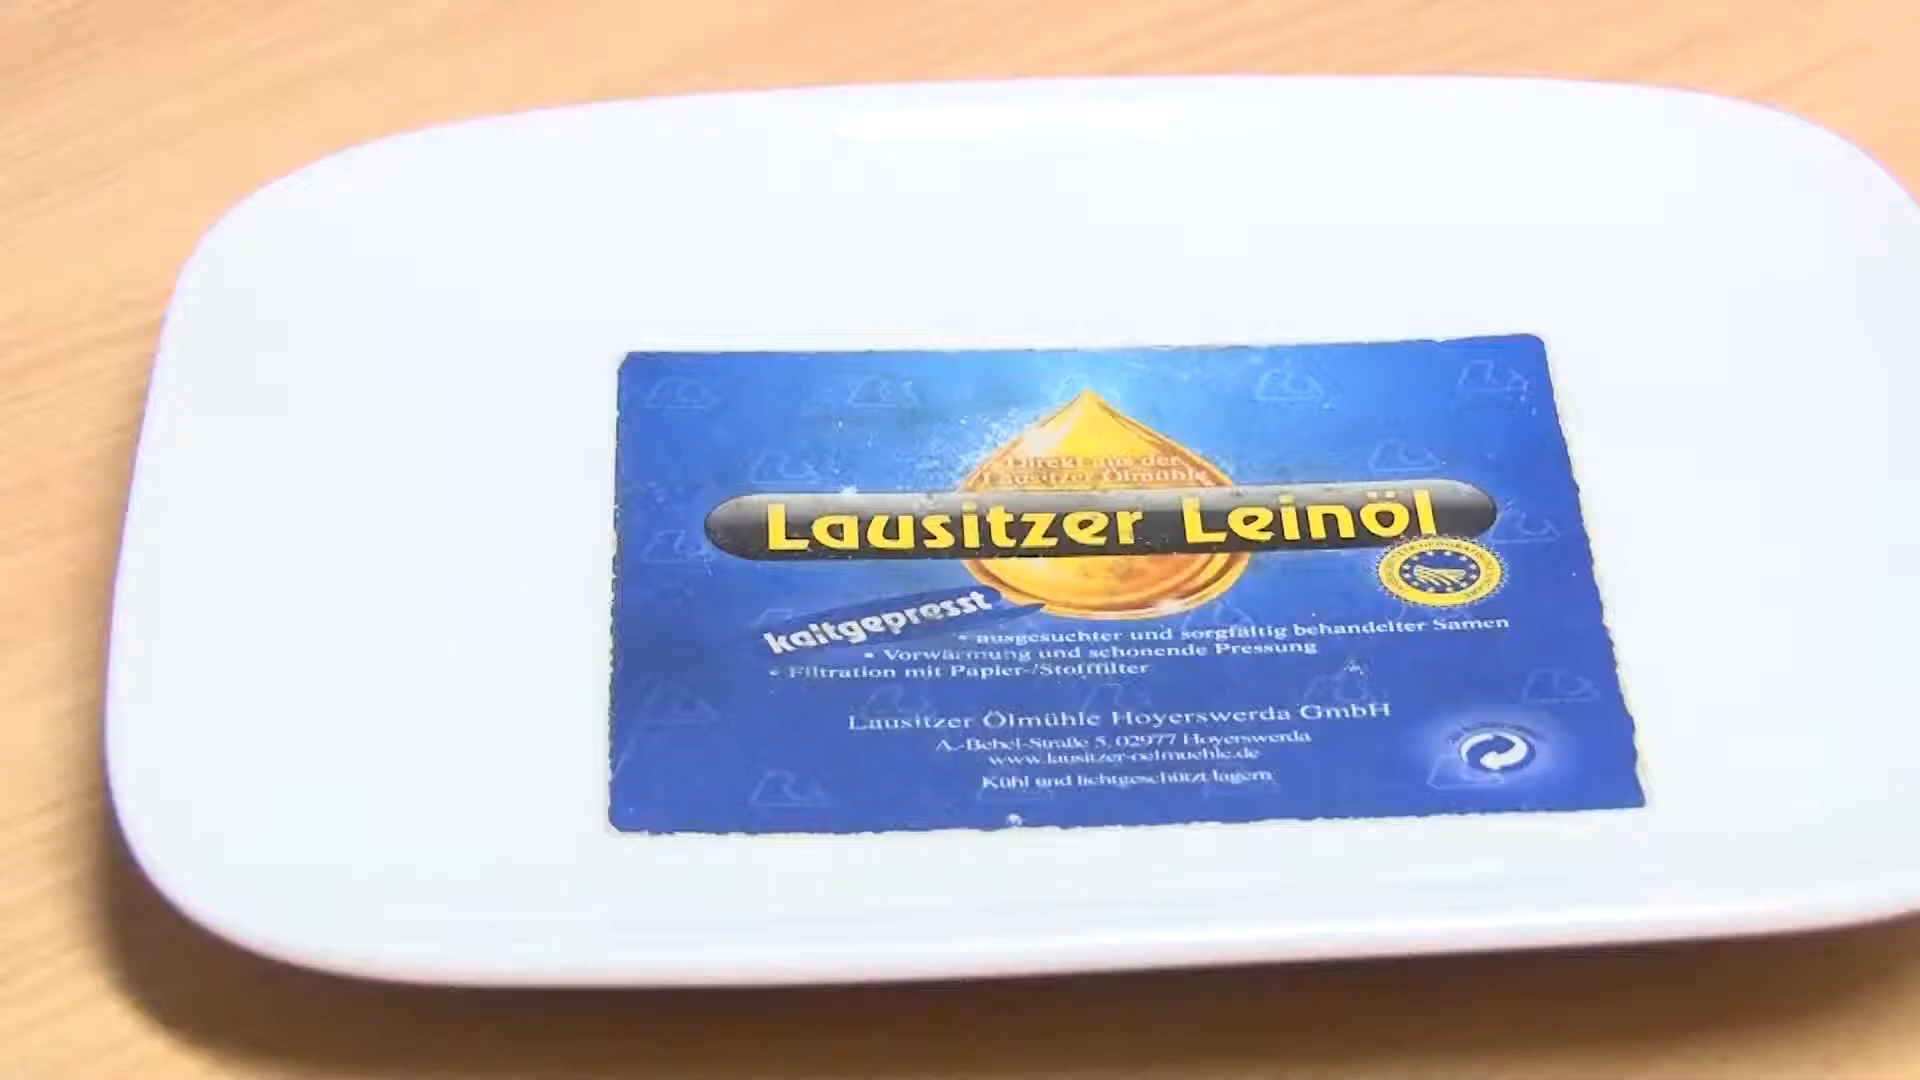 Direkt aus der
Lausitzer Ölmühle
Lausitzer Leinöl
kaltgepresst
• ausgesuchter und sorgfältig behandelter Samen
• Vorwärmung und schonende Pressung
• Filtration mit Papier-/Stofffilter
Lausitzer Ölmühle Hoyerswerda GmbH
A.-Bebel-Straße 5, 02977 Hoyerswerda
www.lausitzer-oelmuehle.de
Kühl und lichtgeschützt lagern